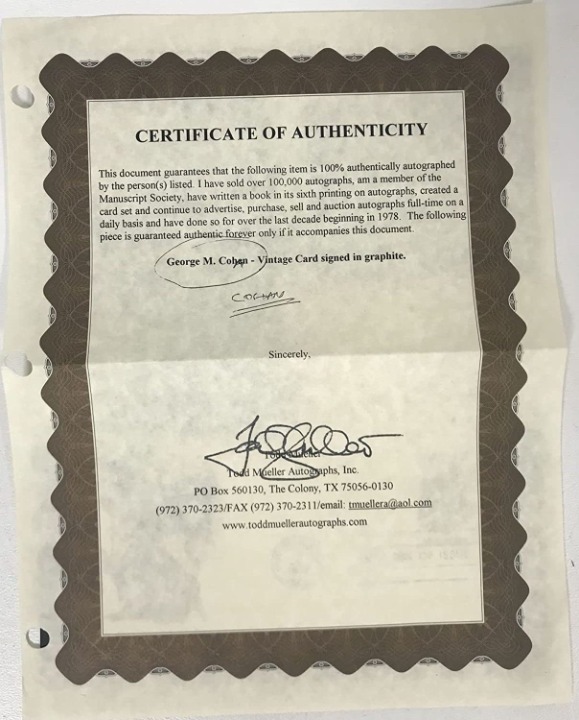 CERTIFICATE OF AUTHENTICITY
This document guarantees that the following item is 100% authentically autographed
by the person(s) listed. I have sold over 100,000 autographs, am a member of the
Manuscript Society, have written a book in its sixth printing on autographs, created a
card set and continue to advertise, purchase, sell and auction autographs full-time on a
daily basis and have done so for over the last decade beginning in 1978. The following
piece is guaranteed authentic forever only if it accompanies this document.
George M. Cohen - Vintage Card signed in graphite.
COHAN
Sincerely,
Todd Mueller
Todd Mueller Autographs, Inc.
PO Box 560130, The Colony, TX 75056-0130
(972) 370-2323/FAX (972) 370-2311/email: tmuellera@aol.com
www.toddmuellerautographs.com